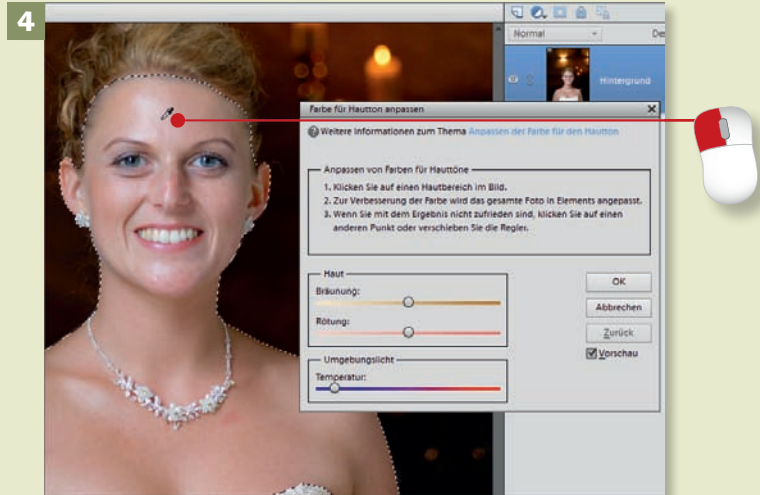 4
Normal
De
Hintergrund
Farbe für Hautton anpassen
Weitere Informationen zum Thema Anpassen der Farbe für den Hautton
Anpassen von Farben für Hauttöne
1. Klicken Sie auf einen Hautbereich im Bild.
2. Zur Verbesserung der Farbe wird das gesamte Foto in Elements angepasst.
3. Wenn Sie mit dem Ergebnis nicht zufrieden sind, klicken Sie auf einen
anderen Punkt oder verschieben Sie die Regler.
Haut
Bräunung:
Rötung:
Umgebungslicht
Temperatur:
OK
Abbrechen
Zurück
Vorschau